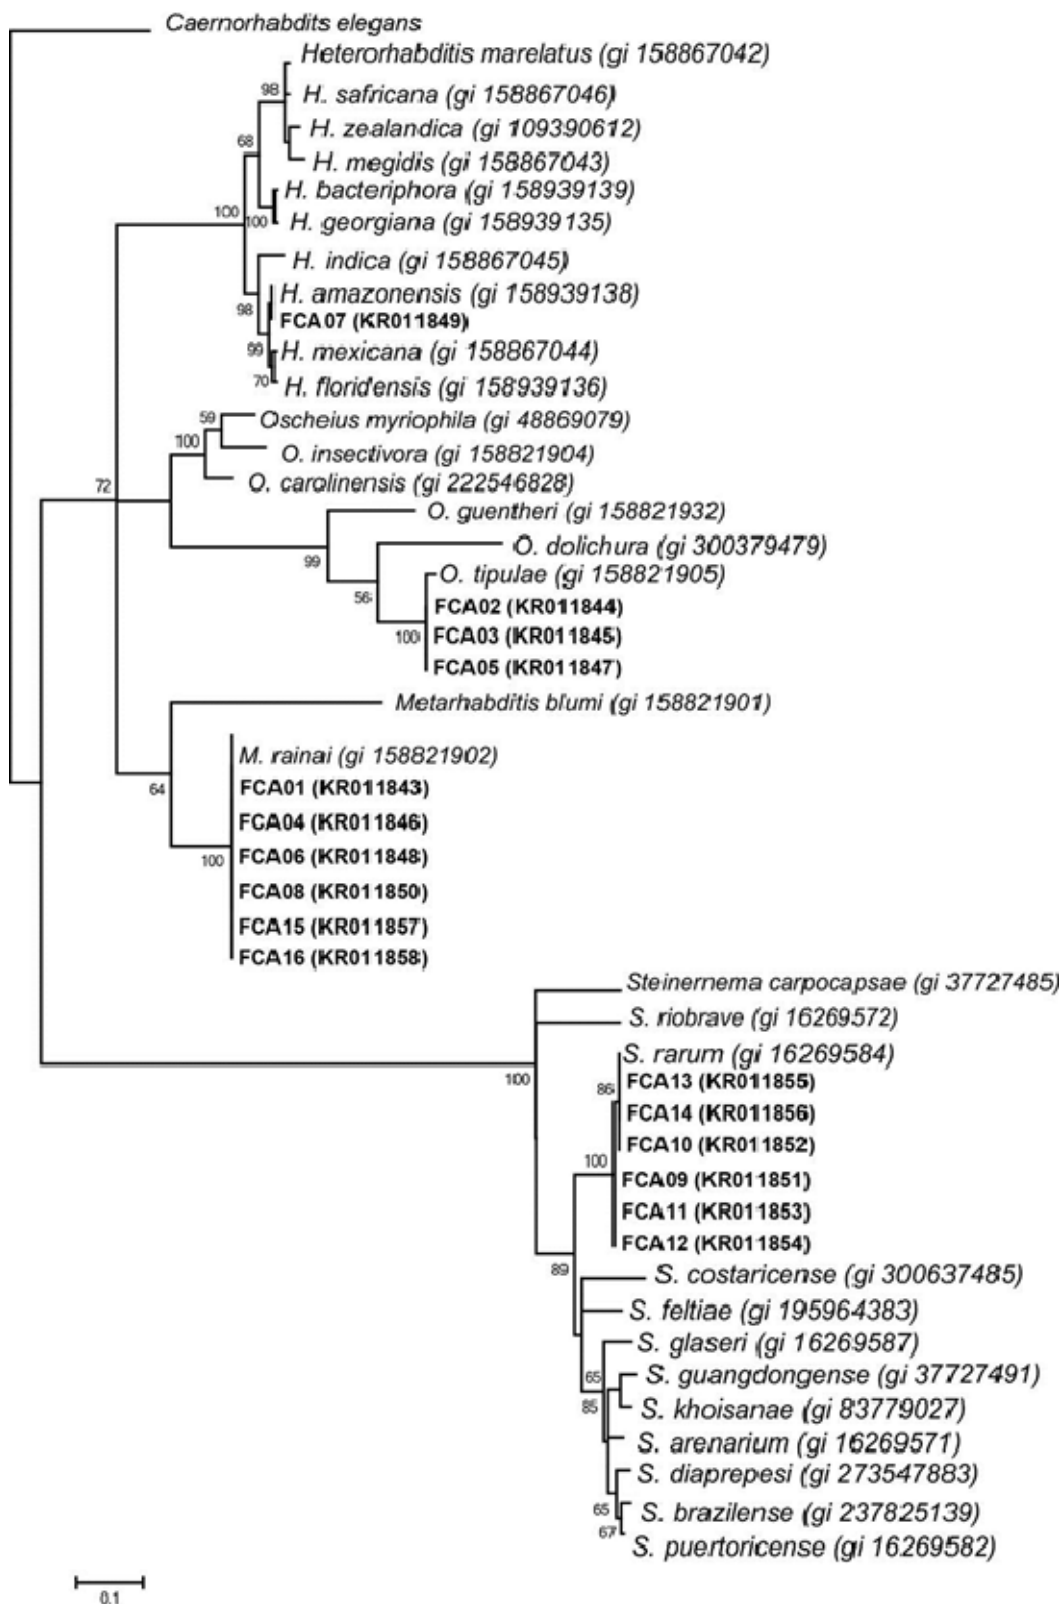 Caernorhabdits elegans
Heterorhabditis marelatus (gi 158867042)
98
H. safricana (gi 158867046)
H. zealandica (gi 109390612)
68
H. megidis (gi 158867043)
H. bacteriphora (gi 158939139)
100
100
H. georgiana (gi 158939135)
H. indica (gi 158867045)
H. amazonensis (gi 158939138)
98
FCA07 (KR011849)
99
H. mexicana (gi 158867044)
70
H. floridensis (gi 158939136)
59
Oscheius myriophila (gi 48869079)
100
O. insectivora (gi 158821904)
72
O. carolinensis (gi 222546828)
O. guentheri (gi 158821932)
O. dolichura (gi 300379479)
99
O. tipulae (gi 158821905)
56
FCA02 (KR011844)
100
FCA03 (KR011845)
FCA05 (KR011847)
Metarhabditis blumi (gi 158821901)
M. rainai (gi 158821902)
64
FCA01 (KR011843)
FCA04 (KR011846)
100
FCA06 (KR011848)
FCA08 (KR011850)
FCA15 (KR011857)
FCA16 (KR011858)
Steinernema carpocapsae (gi 37727485)
S. riobrave (gi 16269572)
S. rarum (gi 16269584)
100
86
FCA13 (KR011855)
FCA14 (KR011856)
FCA10 (KR011852)
100
FCA09 (KR011851)
FCA11 (KR011853)
FCA12 (KR011854)
89
S. costaricense (gi 300637485)
S. feltiae (gi 195964383)
S. glaseri (gi 16269587)
65
S. guangdongense (gi 37727491)
85
S. khoisanae (gi 83779027)
S. arenarium (gi 16269571)
S. diaprepesi (gi 273547883)
65
S. brazilense (gi 237825139)
67
S. puertoricense (gi 16269582)
0.1